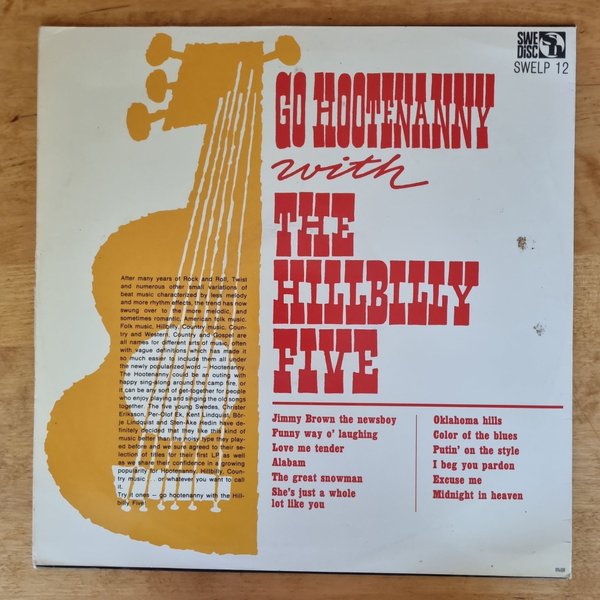 SWE
DISC
SWELP 12
GO HOOTENANNY
with
THE
HILLBILLY
FIVE
After many years of Rock and Roll, Twist
and numerous other small variations of
beat music characterized by less melody
and more rhythm effects, the trend has now
swung over to the more melodic, and
sometimes romantic, American folk music.
Folk music, Hillbilly, Country music, Coun-
try and Western, Country and Gospel are
all names for different kinds of music, often
with vague definitions which has made it
so much easier to include them all under
the newly popularized word – Hootenanny.
The Hootenanny could be an outing with
happy sing-along around the camp fire, or
it can be any sort of get-together for people
who enjoy playing and singing the old songs
together. The five young Swedes, Christer
Eriksson, Per-Olof Ek, Kent Lindquist, Bör-
je Lindquist and Sten-Åke have de-
finitely decided that they like this kind of
music better than the hot pop they play-
ed before and we sure agreed to their se-
lection of titles for their first LP as well
as we share their confidence in a growing
popularity for Hootenanny, Hillbilly, Coun-
try music or whatever you want to call
it.
Try it ones – go hootenanny with the Hill-
billy Five!
Jimmy Brown the newsboy
Funny way o' laughing
Love me tender
Alabam
The great snowman
She's just a whole
lot like you
Oklahoma hills
Color of the blues
Putin' on the style
I beg you pardon
Excuse me
Midnight in heaven